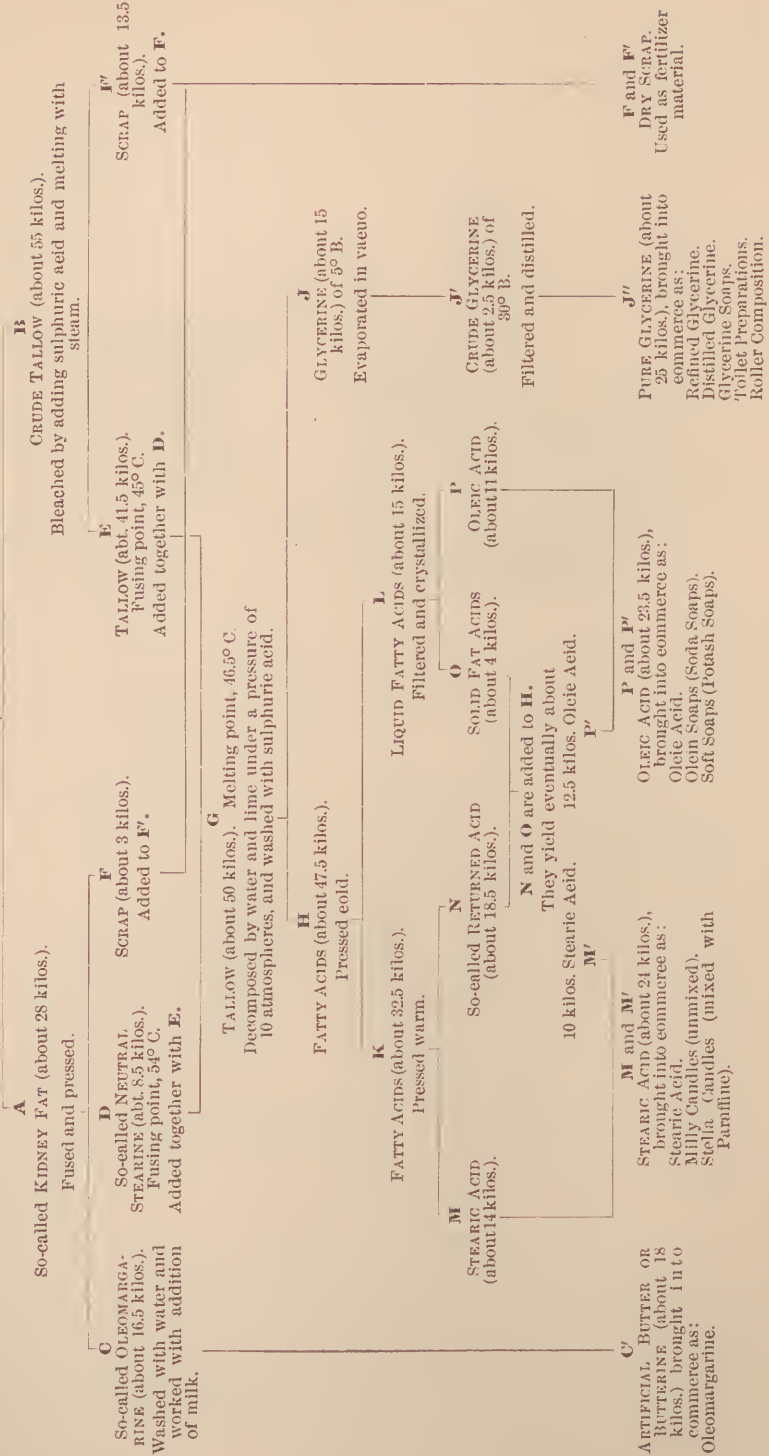 A
So-called KIDNEY FAT (about 28 kilos.).
Fused and pressed.
B
CRUDE TALLOW (about 55 kilos.).
Bleached by adding sulphuric acid and melting with
steam.
C
So-called OLEOMARGA-
RINE (about 16.5 kilos.).
Washed with water and
worked with addition
of milk.
D
So-called NEUTRAL
STEARINE (abt. 8.5 kilos.).
Fusing point, 54° C.
Added together with E.
F
SCRAP (about 3 kilos.).
Added to F'.
E
TALLOW (abt. 41.5 kilos.).
Fusing point, 45° C.
Added together with D.
F'
SCRAP (about 13.5
kilos.).
Added to F.
G
TALLOW (about 50 kilos.). Melting point, 46.5° C.
Decomposed by water and lime under a pressure of
10 atmospheres, and washed with sulphuric acid.
H
FATTY ACIDS (about 47.5 kilos.).
Pressed cold.
J
GLYCERINE (about 15
kilos.) of 5° B.
Evaporated in vacuo.
K
FATTY ACIDS (about 32.5 kilos.).
Pressed warm.
L
LIQUID FATTY ACIDS (about 15 kilos.).
Filtered and crystallized.
J'
CRUDE GLYCERINE
(about 2.5 kilos.) of
30° B.
Filtered and distilled.
M
STEARIC ACID
(about 14 kilos.).
N
So-called RETURNED ACID
(about 18.5 kilos.).
O
SOLID FAT ACIDS
(about 4 kilos.).
P
OLEIC ACID
(about 11 kilos.).
N and O are added to H.
They yield eventually about
10 kilos. Stearic Acid. 12.5 kilos. Oleic Acid.
M' P'
C'
ARTIFICIAL BUTTER OR
BUTTERINE (about 18
kilos.) brought into
commerce as:
Oleomargarine.
M and M'
STEARIC ACID (about 24 kilos.),
brought into commerce as:
Stearic Acid.
Milly Candles (unmixed).
Stella Candles (mixed with
Paraffine).
P and P'
OLEIC ACID (about 23.5 kilos.),
brought into commerce as:
Oleic Acid.
Olein Soaps (Soda Soaps).
Soft Soaps (Potash Soaps).
J''
PURE GLYCERINE (about
25 kilos.), brought into
commerce as:
Refined Glycerine.
Distilled Glycerine.
Glycerine Soaps.
Toilet Preparations.
Roller Composition.
F and F'
DRY SCRAP.
Used as fertilizer
material.